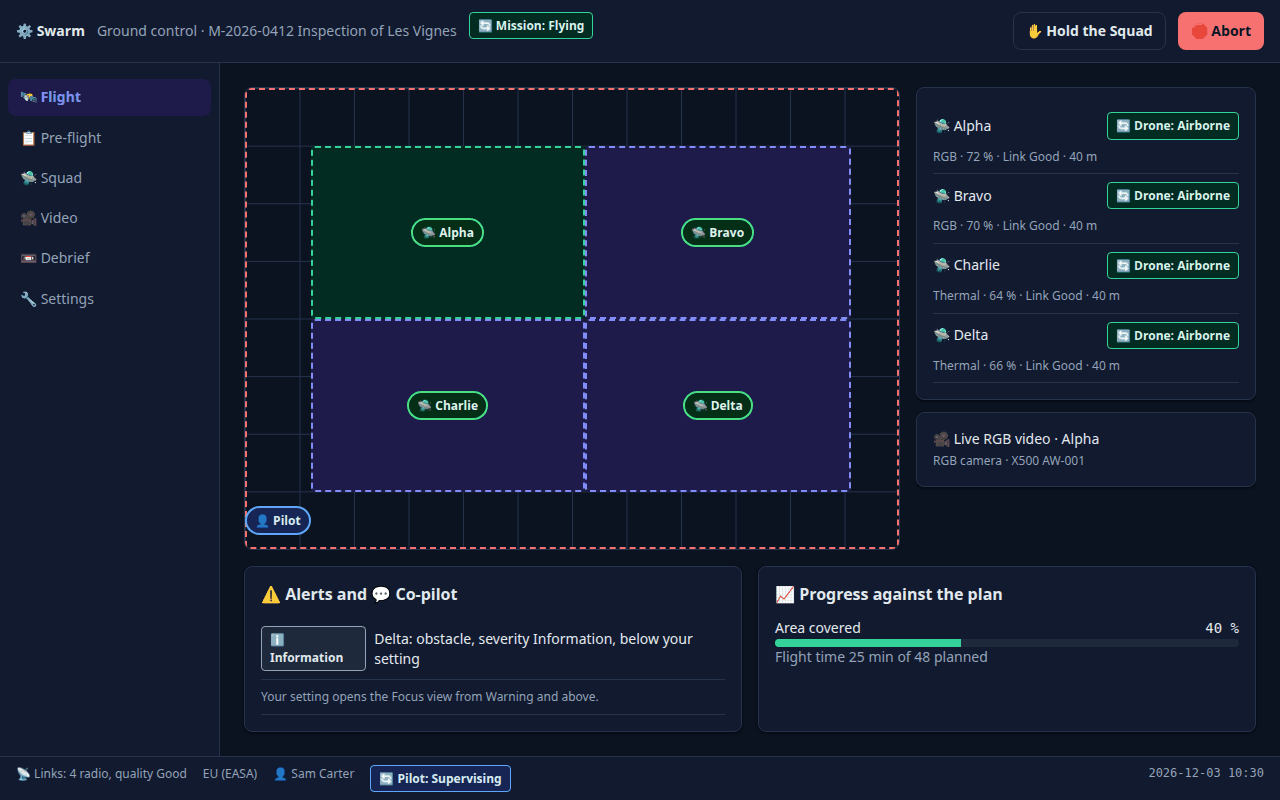 ⚙️ Swarm
Ground control · M-2026-0412 Inspection of Les Vignes
🔄 Mission: Flying
✋ Hold the Squad
🛑 Abort
🛰️ Flight
📋 Pre-flight
🛸 Squad
🎥 Video
📼 Debrief
🔧 Settings
🛸 Alpha
🛸 Bravo
🛸 Charlie
🛸 Delta
👤 Pilot
🛸 Alpha
🔄 Drone: Airborne
RGB · 72 % · Link Good · 40 m
🛸 Bravo
🔄 Drone: Airborne
RGB · 70 % · Link Good · 40 m
🛸 Charlie
🔄 Drone: Airborne
Thermal · 64 % · Link Good · 40 m
🛸 Delta
🔄 Drone: Airborne
Thermal · 66 % · Link Good · 40 m
🎥 Live RGB video · Alpha
RGB camera · X500 AW-001
⚠️ Alerts and 💬 Co-pilot
ℹ️
Information
Delta: obstacle, severity Information, below your
setting
Your setting opens the Focus view from Warning and above.
📈 Progress against the plan
Area covered
40 %
Flight time 25 min of 48 planned
📡 Links: 4 radio, quality Good
EU (EASA)
👤 Sam Carter
🔄 Pilot: Supervising
2026-12-03 10:30